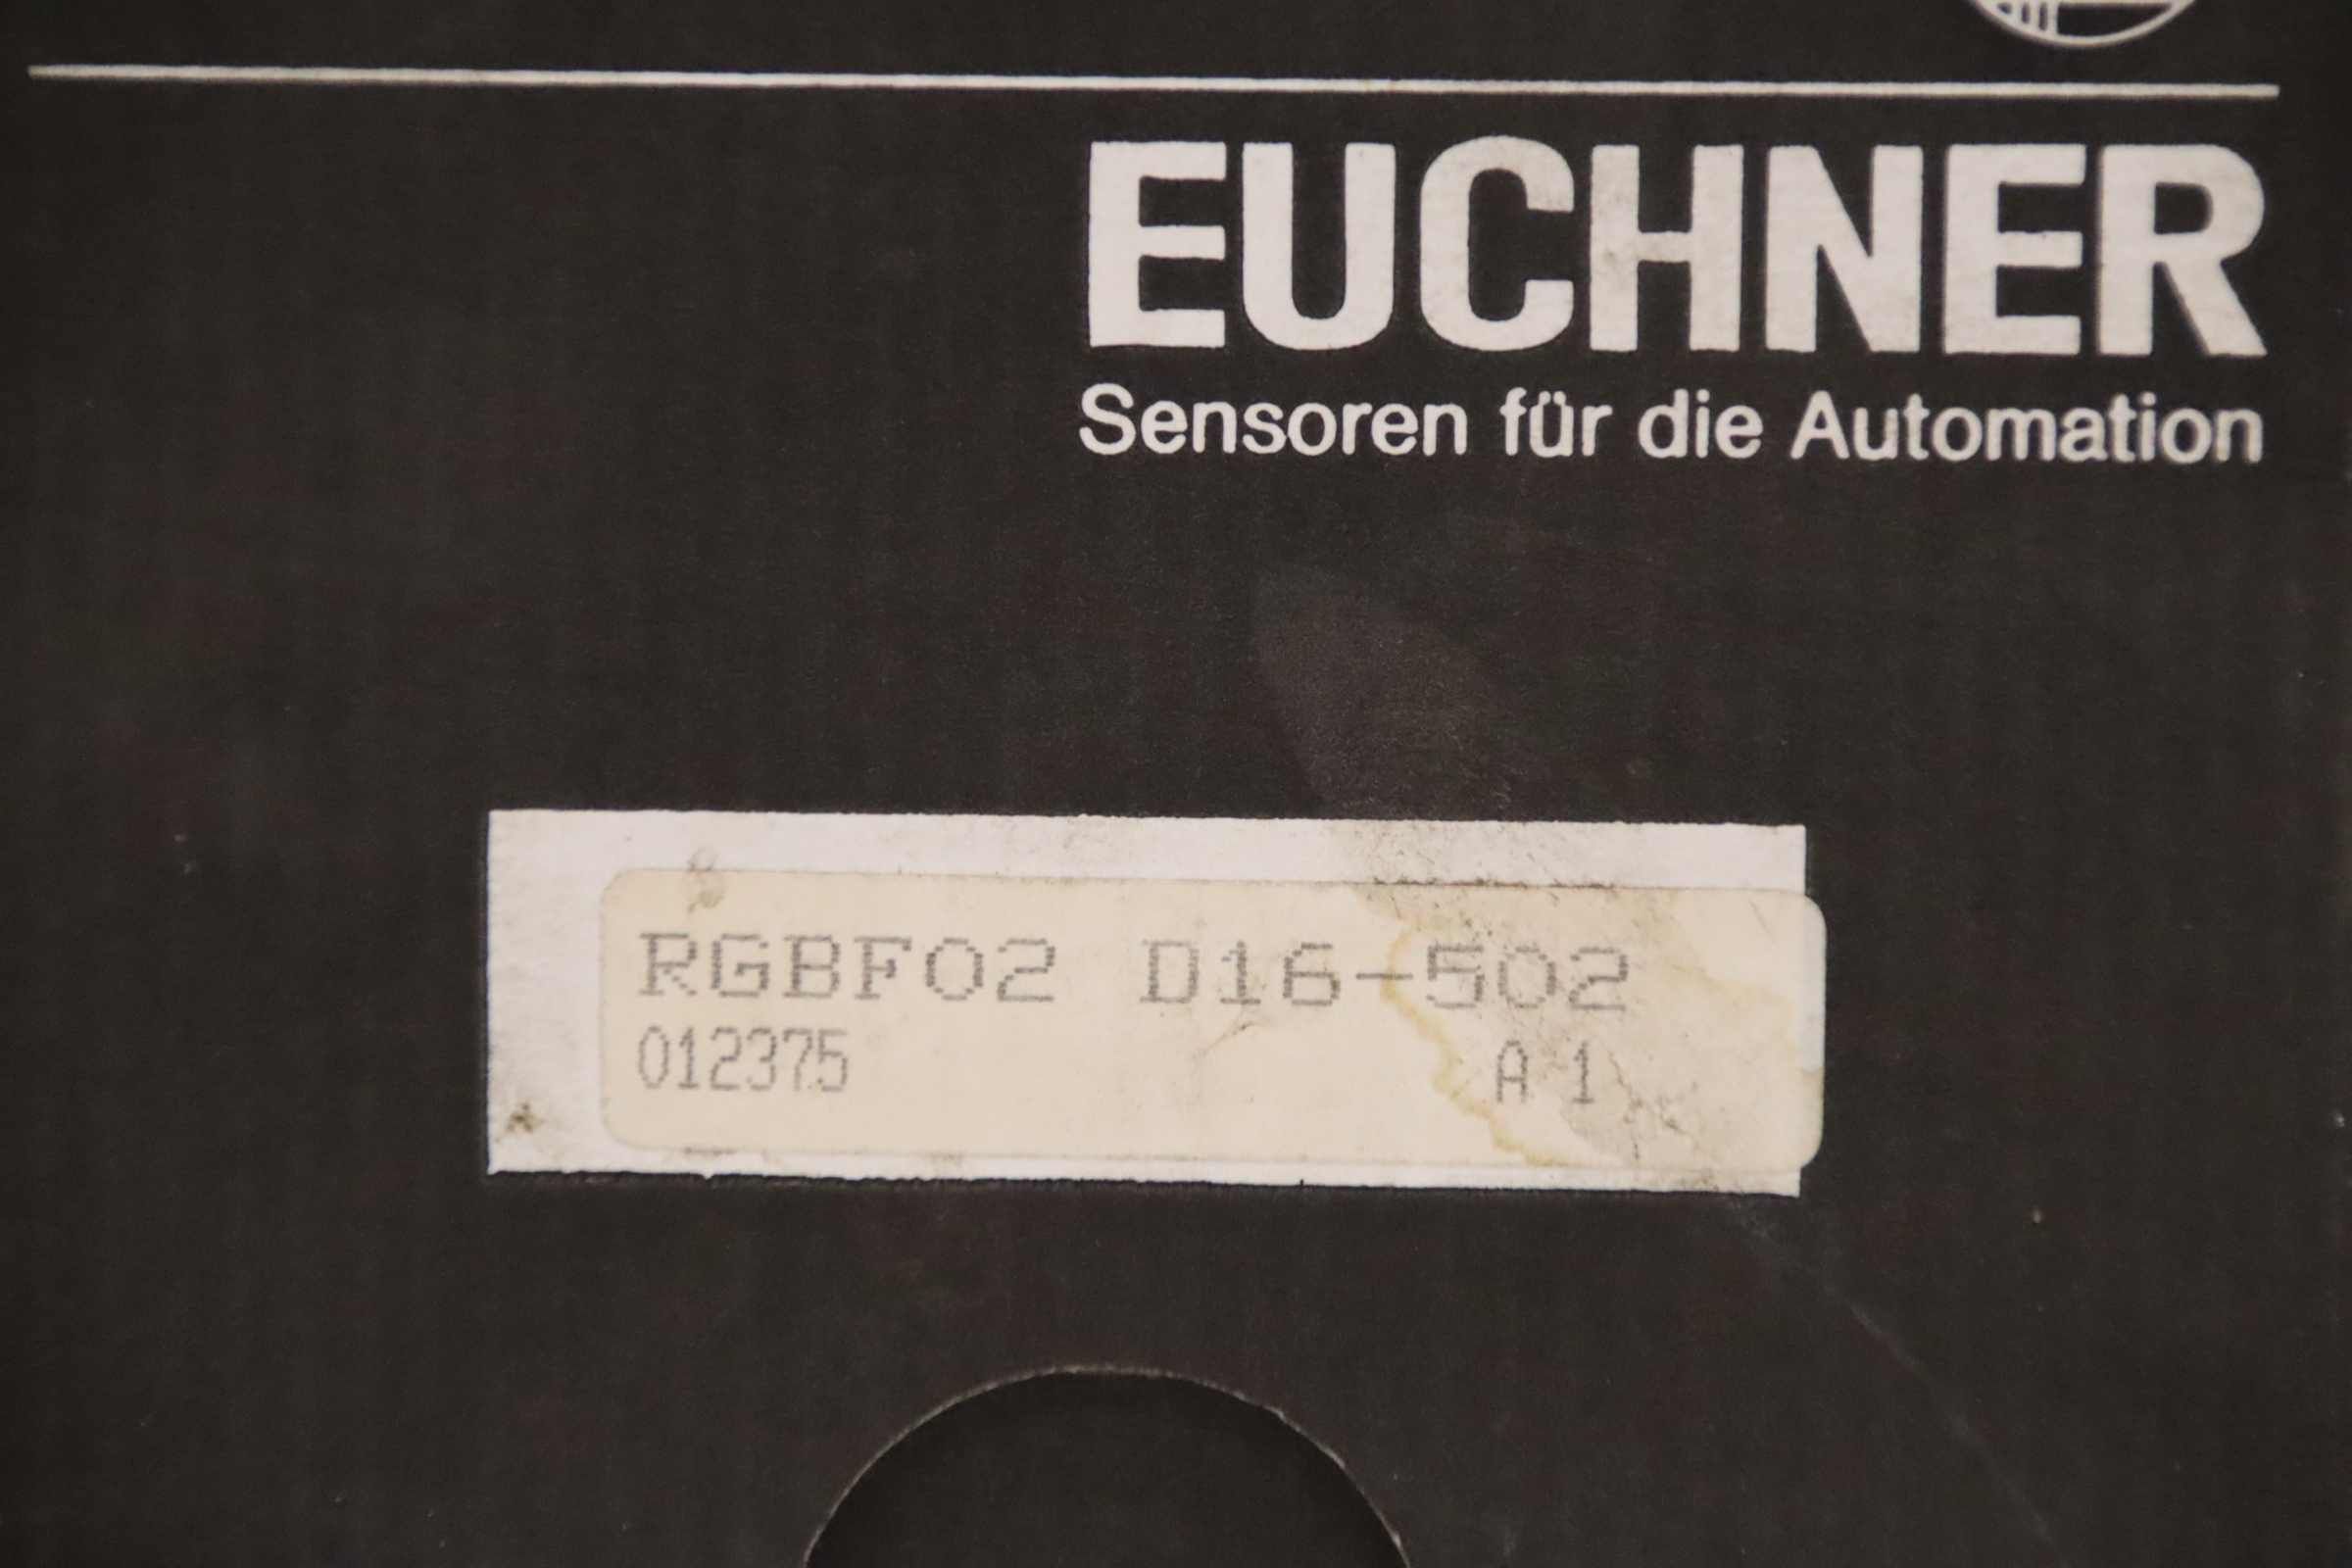 EUCHNER
Sensoren für die Automation
RGBF02 D16-502
012375 A 1